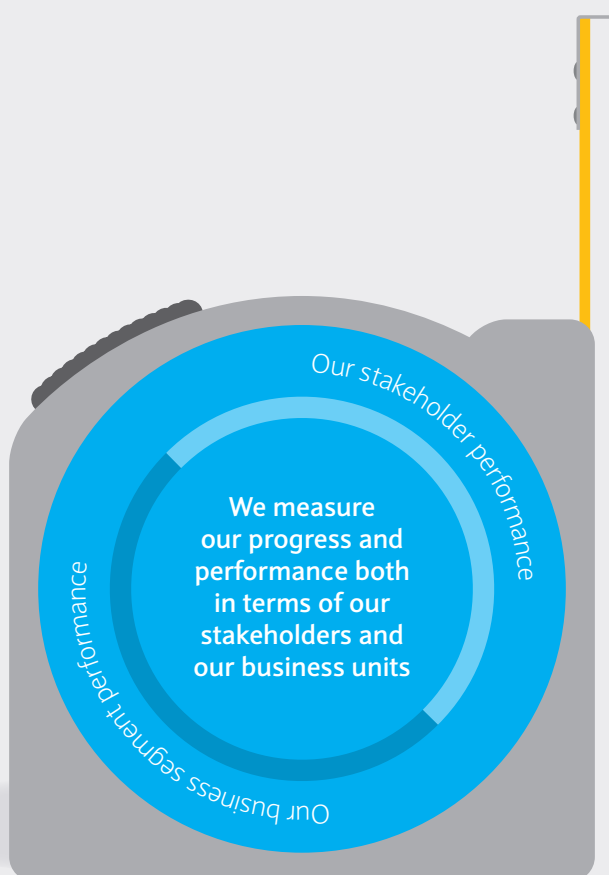 Our stakeholder performance
We measure
our progress and
performance both
in terms of our
stakeholders and
our business units
Our business segment performance